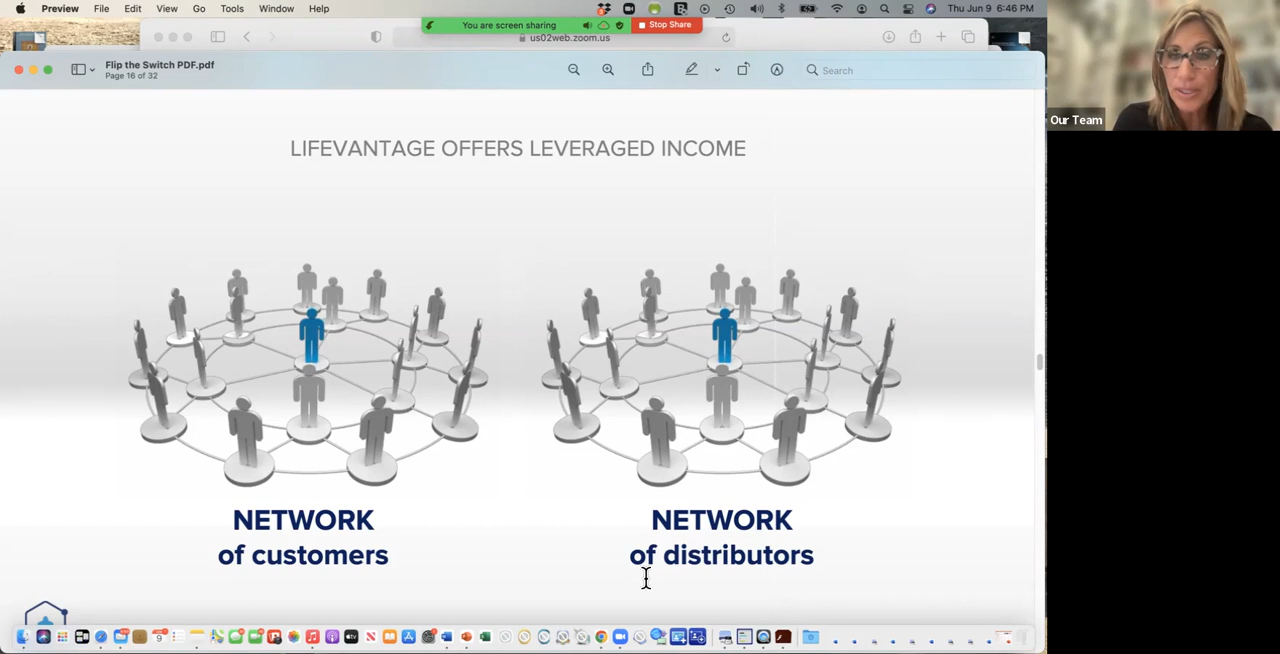 Preview File Edit View Go Tools Window Help
Thu Jun 9 6:46 PM
You are screen sharing
Stop Share
us02web.zoom.us
Flip the Switch PDF.pdf
Page 16 of 32
Search
Our Team
LIFEVANTAGE OFFERS LEVERAGED INCOME
NETWORK
of customers
NETWORK
of distributors